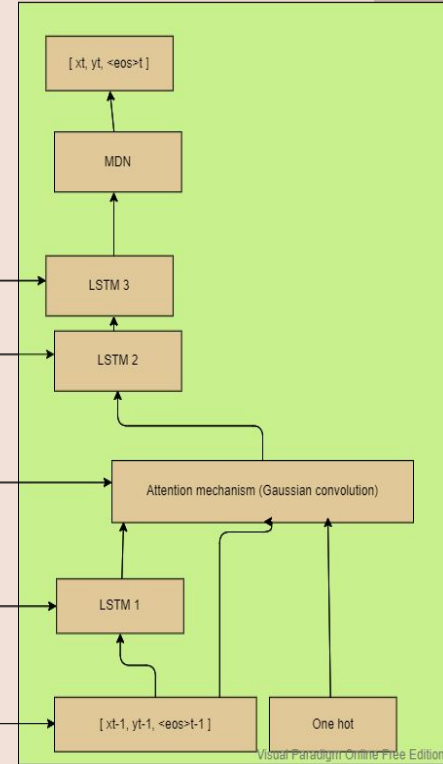 [ xt, yt, <eos>t ]
MDN
LSTM 3
LSTM 2
Attention mechanism (Gaussian convolution)
LSTM 1
[ xt-1, yt-1, <eos>t-1 ]
One hot
Visual Paradigm Online Free Edition